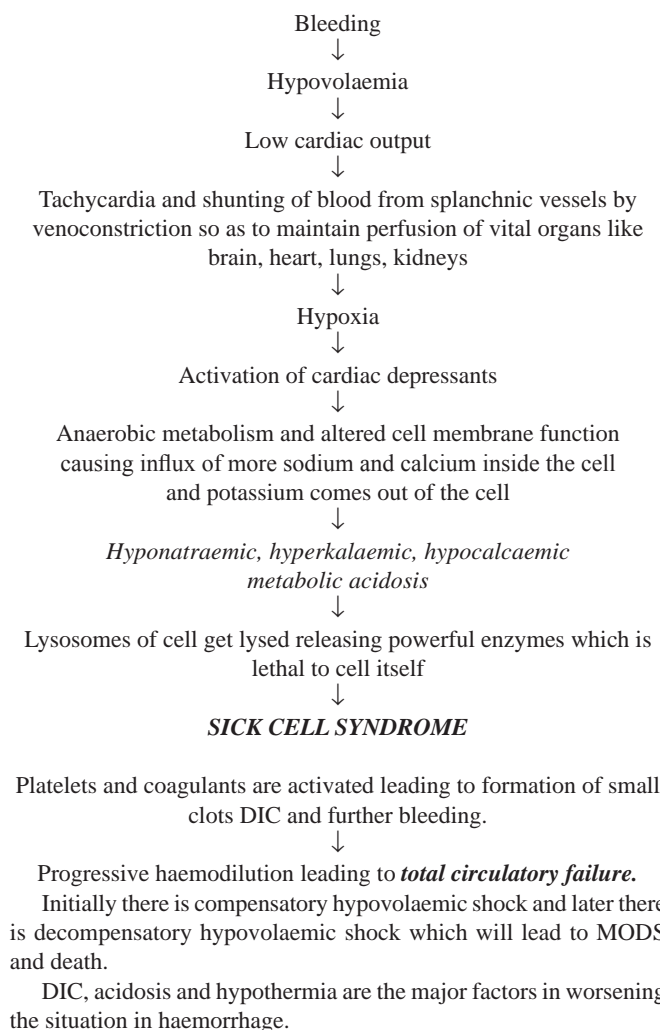 Bleeding
↓
Hypovolaemia
↓
Low cardiac output
↓
Tachycardia and shunting of blood from splanchnic vessels by
venoconstriction so as to maintain perfusion of vital organs like
brain, heart, lungs, kidneys
↓
Hypoxia
↓
Activation of cardiac depressants
↓
Anaerobic metabolism and altered cell membrane function
causing influx of more sodium and calcium inside the cell
and potassium comes out of the cell
↓
Hyponatraemic, hyperkalaemic, hypocalcaemic
metabolic acidosis
↓
Lysosomes of cell get lysed releasing powerful enzymes which is
lethal to cell itself
↓
SICK CELL SYNDROME
Platelets and coagulants are activated leading to formation of small
clots DIC and further bleeding.
↓
Progressive haemodilution leading to total circulatory failure.
Initially there is compensatory hypovolaemic shock and later there
is decompensatory hypovolaemic shock which will lead to MODS
and death.
DIC, acidosis and hypothermia are the major factors in worsening
the situation in haemorrhage.